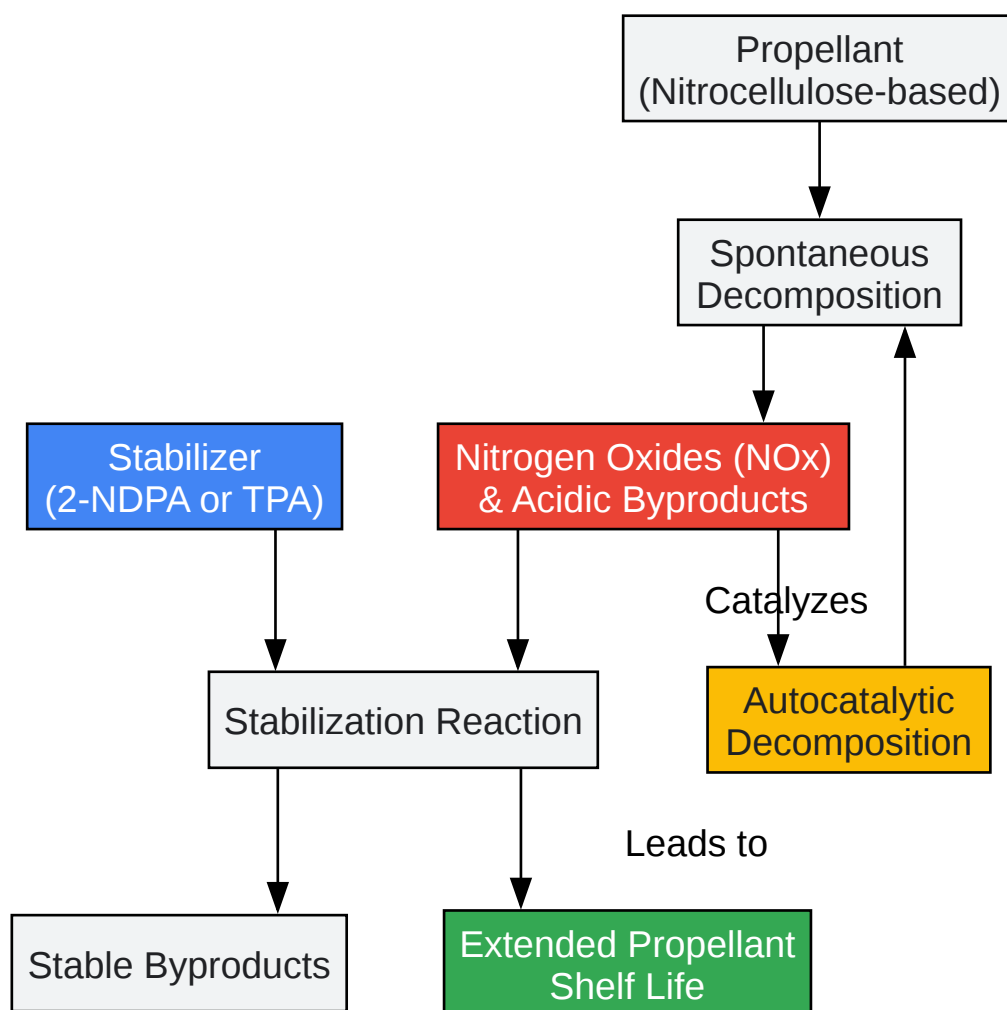 Propellant
(Nitrocellulose-based)
Spontaneous
Decomposition
Stabilizer
(2-NDPA or TPA)
Nitrogen Oxides (NOx)
& Acidic Byproducts
Catalyzes
Stabilization Reaction
Autocatalytic
Decomposition
Leads to
Stable Byproducts
Extended Propellant
Shelf Life